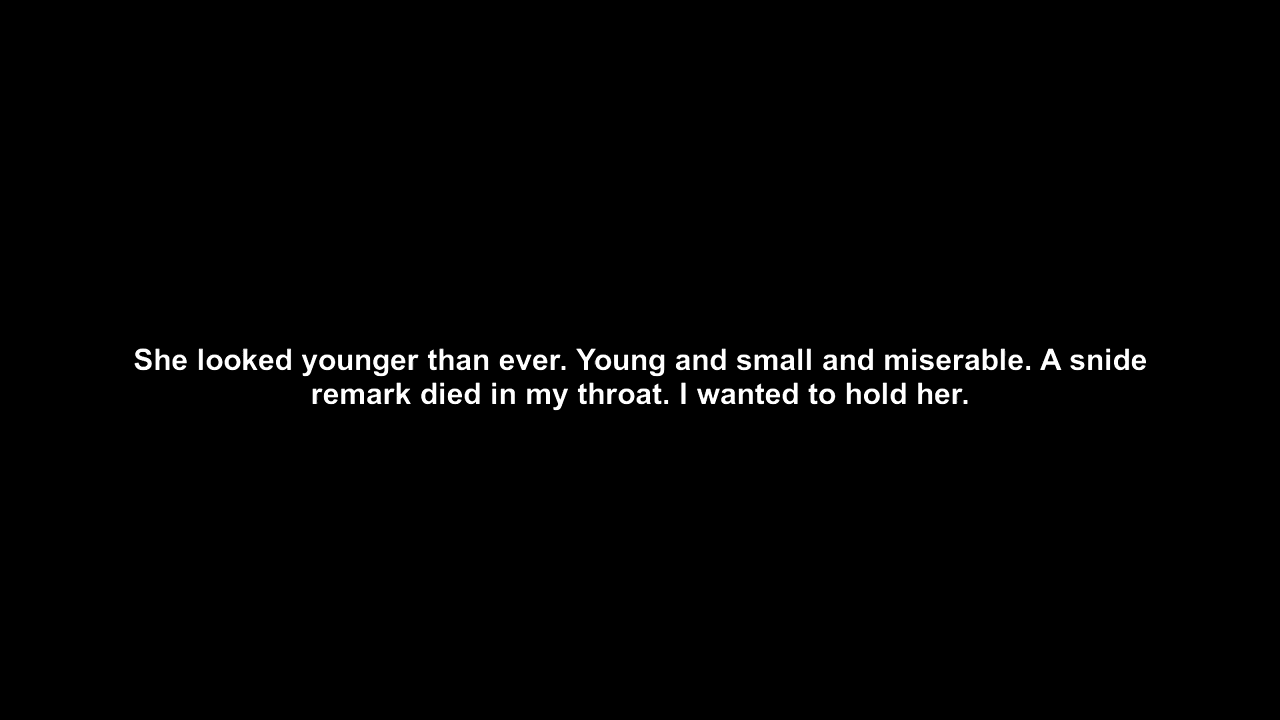 She looked younger than ever. Young and small and miserable. A snide
remark died in my throat. I wanted to hold her.